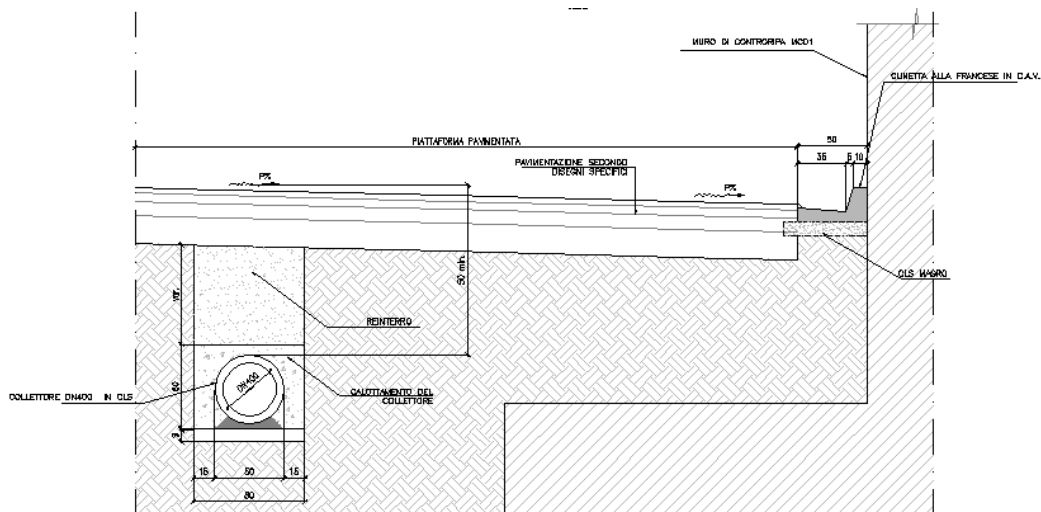 MURO DI CONTRORIPA MC01
CUNETTA ALLA FRANCESE IN C.A.V.
PIATTAFORMA PAVIMENTATA
50
35
5
10
P%
PAVIMENTAZIONE SECONDO
DISEGNI SPECIFICI
P%
50 min.
CLS MAGRO
var.
REINTERRO
60
DN400
COLLETTORE DN400 IN CLS
CALOTTAMENTO DEL
COLLETTORE
15
50
15
80